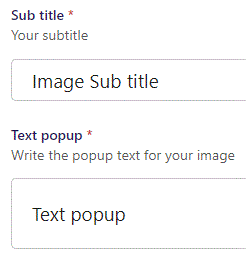 Sub title *
Your subtitle
Image Sub title
Text popup *
Write the popup text for your image
Text popup